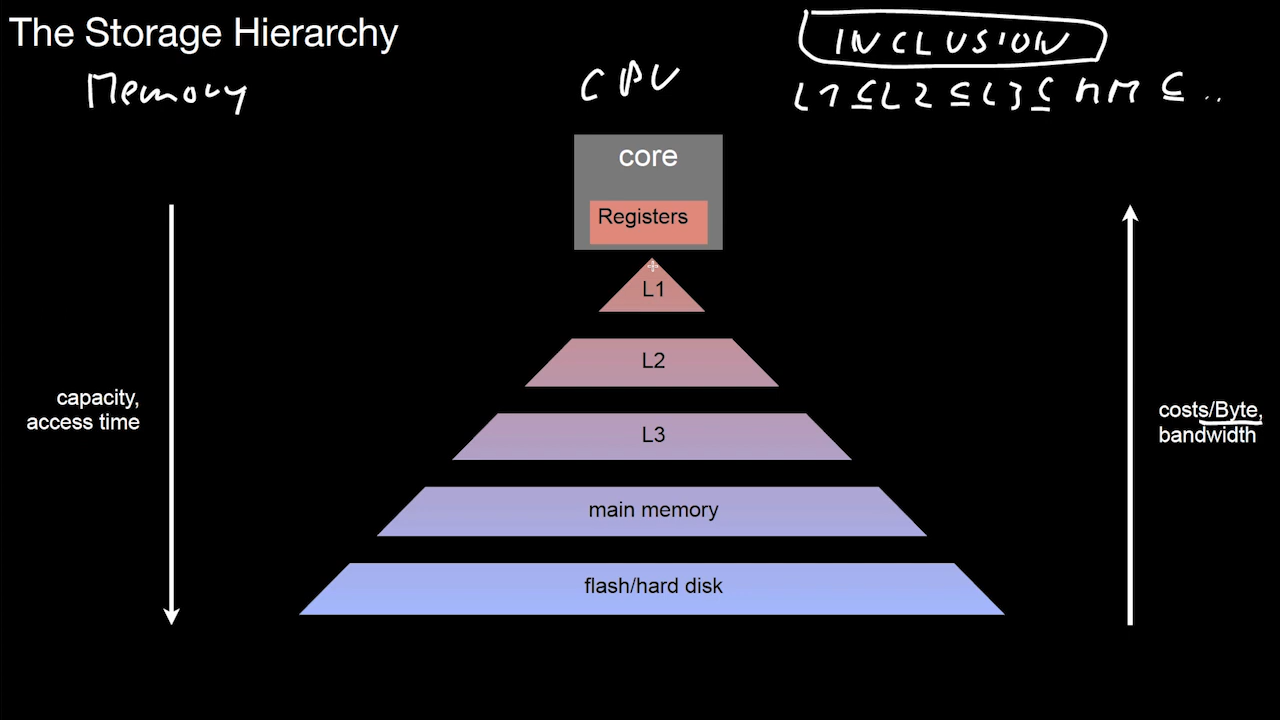 The Storage Hierarchy
Memory
CPU
INCLUSION
L1 ⊆ L2 ⊆ L3 ⊆ MM ⊆ ..
core
Registers
L1
L2
L3
main memory
flash/hard disk
capacity,
access time
costs/Byte,
bandwidth